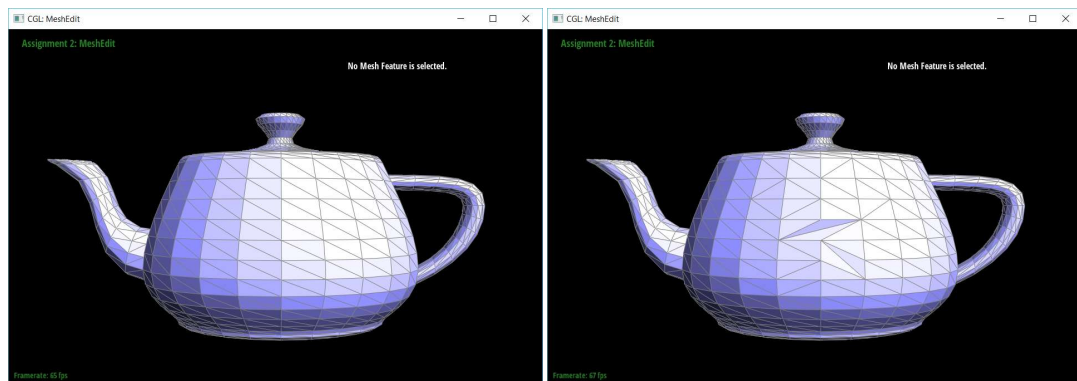 CGL: MeshEdit
Assignment 2: MeshEdit
No Mesh Feature is selected.
Framerate: 65 fps
CGL: MeshEdit
Assignment 2: MeshEdit
No Mesh Feature is selected.
Framerate: 67 fps